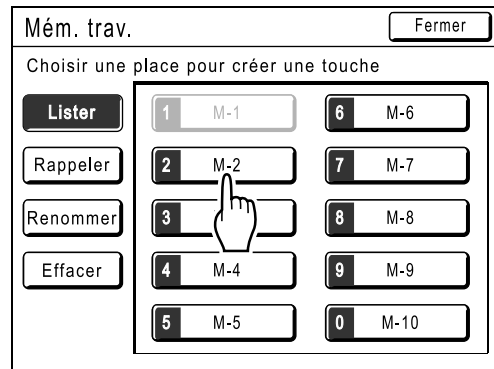 Mém. trav.
Fermer
Choisir une place pour créer une touche
Lister
1 M-1
6 M-6
Rappeler
2 M-2
7 M-7
Renommer
3
8 M-8
Effacer
4 M-4
9 M-9
5 M-5
0 M-10